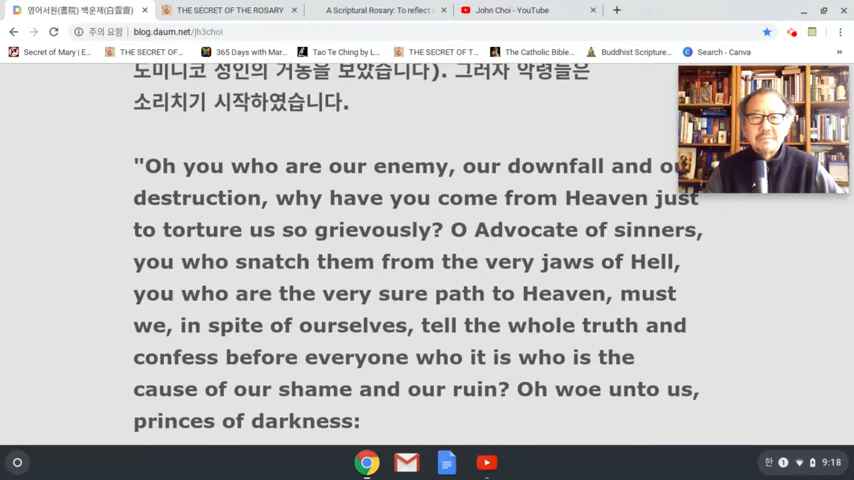 영어서원(書院) 백운재(白雲齋)
THE SECRET OF THE ROSARY
A Scriptural Rosary: To reflect
John Choi - YouTube
주의 요함
blog.daum.net/jh3choi
Secret of Mary | E...
THE SECRET OF...
365 Days with Mar...
Tao Te Ching by L...
THE SECRET OF T...
The Catholic Bible...
Buddhist Scripture...
Search - Canva
도미니코 성인의 거동을 보았습니다). 그러자 악령들은
소리치기 시작하였습니다.
"Oh you who are our enemy, our downfall and our
destruction, why have you come from Heaven just
to torture us so grievously? O Advocate of sinners,
you who snatch them from the very jaws of Hell,
you who are the very sure path to Heaven, must
we, in spite of ourselves, tell the whole truth and
confess before everyone who it is who is the
cause of our shame and our ruin? Oh woe unto us,
princes of darkness:
한
1
9:18